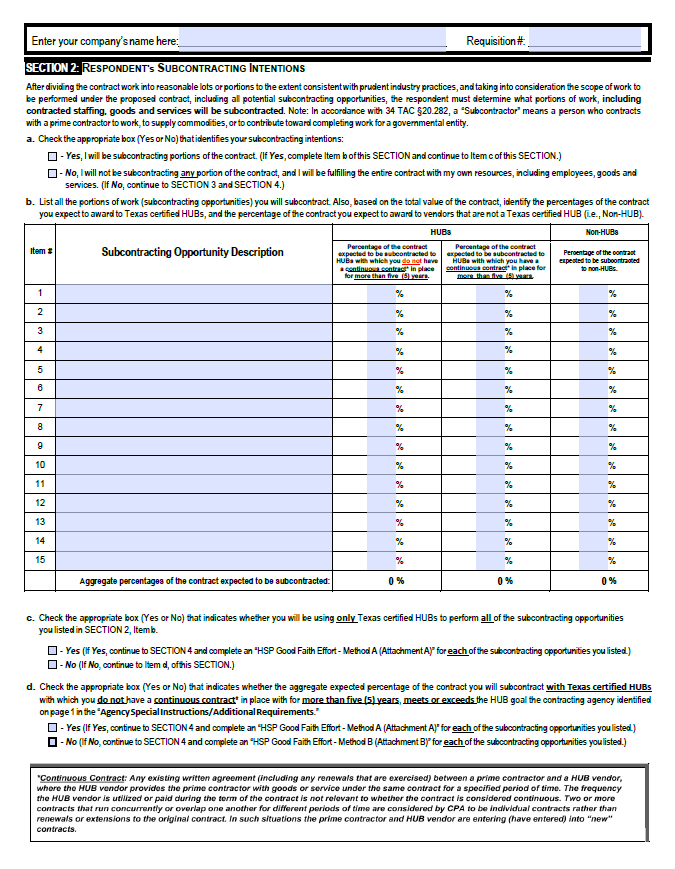 Enter your company's name here: Requisition #:
SECTION 2: RESPONDENT's SUBCONTRACTING INTENTIONS
After dividing the contract work into reasonable lots or portions to the extent consistent with prudent industry practices, and taking into consideration the scope of work to
be performed under the proposed contract, including all potential subcontracting opportunities, the respondent must determine what portions of work, including
contracted staffing, goods and services will be subcontracted. Note: In accordance with 34 TAC §20.282, a "Subcontractor" means a person who contracts
with a prime contractor to work, to supply commodities, or to contribute toward completing work for a governmental entity.
a. Check the appropriate box (Yes or No) that identifies your subcontracting intentions:
- Yes, I will be subcontracting portions of the contract. (If Yes, complete Item b of this SECTION and continue to Item c of this SECTION.)
- No, I will not be subcontracting any portion of the contract, and I will be fulfilling the entire contract with my own resources, including employees, goods and
services. (If No, continue to SECTION 3 and SECTION 4.)
b. List all the portions of work (subcontracting opportunities) you will subcontract. Also, based on the total value of the contract, identify the percentages of the contract
you expect to award to Texas certified HUBs, and the percentage of the contract you expect to award to vendors that are not a Texas certified HUB (i.e., Non-HUB).
HUBs Non-HUBs
Item # Subcontracting Opportunity Description
Percentage of the contract
expected to be subcontracted to
HUBs with which you do not have
a continuous contract* in place
for more than five (5) years.
Percentage of the contract
expected to be subcontracted to
HUBs with which you have a
continuous contract* in place for
more than five (5) years.
Percentage of the contract
expected to be subcontracted
to non-HUBs.
1 % % %
2 % % %
3 % % %
4 % % %
5 % % %
6 % % %
7 % % %
8 % % %
9 % % %
10 % % %
11 % % %
12 % % %
13 % % %
14 % % %
15 % % %
Aggregate percentages of the contract expected to be subcontracted: 0 % 0 % 0 %
c. Check the appropriate box (Yes or No) that indicates whether you will be using only Texas certified HUBs to perform all of the subcontracting opportunities
you listed in SECTION 2, Item b.
- Yes (If Yes, continue to SECTION 4 and complete an "HSP Good Faith Effort - Method A (Attachment A)" for each of the subcontracting opportunities you listed.)
- No (If No, continue to Item d, of this SECTION.)
d. Check the appropriate box (Yes or No) that indicates whether the aggregate expected percentage of the contract you will subcontract with Texas certified HUBs
with which you do not have a continuous contract* in place with for more than five (5) years, meets or exceeds the HUB goal the contracting agency identified
on page 1 in the "Agency Special Instructions/Additional Requirements."
- Yes (If Yes, continue to SECTION 4 and complete an "HSP Good Faith Effort - Method A (Attachment A)" for each of the subcontracting opportunities you listed.)
- No (If No, continue to SECTION 4 and complete an "HSP Good Faith Effort - Method B (Attachment B)" for each of the subcontracting opportunities you listed.)
*Continuous Contract: Any existing written agreement (including any renewals that are exercised) between a prime contractor and a HUB vendor,
where the HUB vendor provides the prime contractor with goods or service under the same contract for a specified period of time. The frequency
the HUB vendor is utilized or paid during the term of the contract is not relevant to whether the contract is considered continuous. Two or more
contracts that run concurrently or overlap one another for different periods of time are considered by CPA to be individual contracts rather than
renewals or extensions to the original contract. In such situations the prime contractor and HUB vendor are entering (have entered) into "new"
contracts.